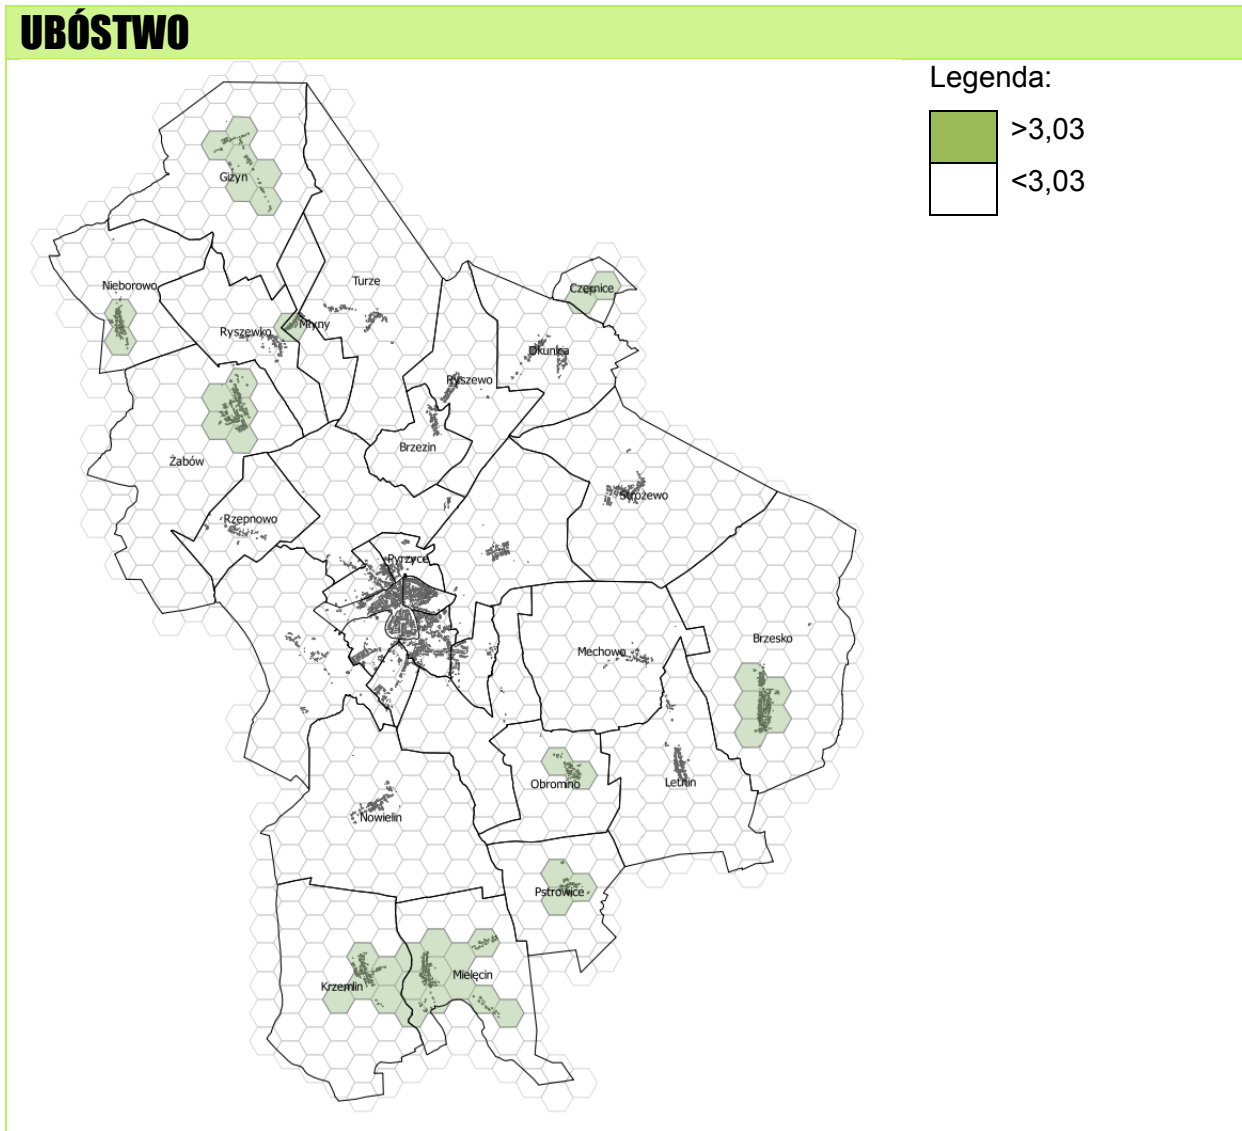 UBÓSTWO
Legenda:
>3,03
<3,03
Giżyn
Nieborowo
Turze
Czernice
Ryszewko
Młyny
Okunica
Ryszewo
Brzezin
Żabów
Stróżewo
Rzepnowo
Pyrzyce
Brzesko
Mechowo
Obromino
Letnin
Nowielin
Pstrowice
Krzemlin
Mielęcin